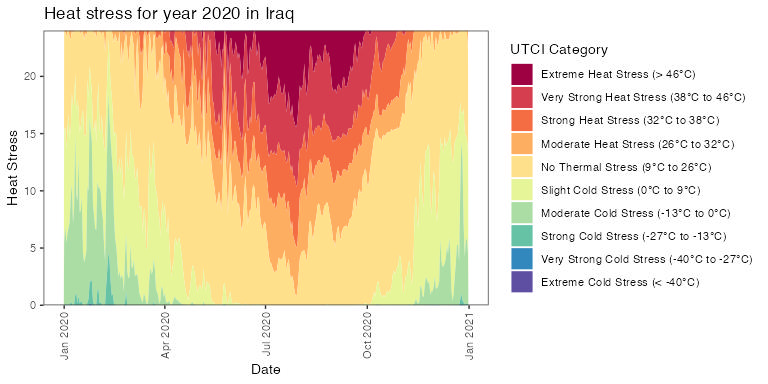 Heat stress for year 2020 in Iraq
Heat Stress
20
15
10
5
0
Jan 2020
Apr 2020
Jul 2020
Oct 2020
Jan 2021
Date
UTCI Category
Extreme Heat Stress (> 46°C)
Very Strong Heat Stress (38°C to 46°C)
Strong Heat Stress (32°C to 38°C)
Moderate Heat Stress (26°C to 32°C)
No Thermal Stress (9°C to 26°C)
Slight Cold Stress (0°C to 9°C)
Moderate Cold Stress (-13°C to 0°C)
Strong Cold Stress (-27°C to -13°C)
Very Strong Cold Stress (-40°C to -27°C)
Extreme Cold Stress (< -40°C)